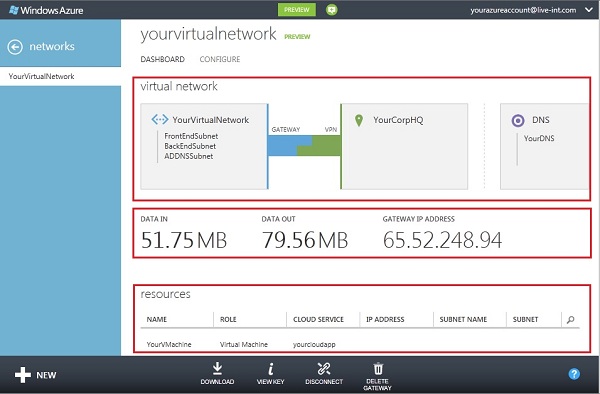 Windows Azure PREVIEW yourazureaccount@live-int.com
networks
YourVirtualNetwork
yourvirtualnetwork PREVIEW
DASHBOARD CONFIGURE
virtual network
YourVirtualNetwork
FrontEndSubnet
BackEndSubnet
ADDNSSubnet
GATEWAY VPN
YourCorpHQ
DNS
YourDNS
DATA IN DATA OUT GATEWAY IP ADDRESS
51.75 MB 79.56 MB 65.52.248.94
resources
NAME ROLE CLOUD SERVICE IP ADDRESS SUBNET NAME SUBNET
YourVMachine Virtual Machine yourcloudapp
NEW DOWNLOAD VIEW KEY DISCONNECT DELETE GATEWAY ?